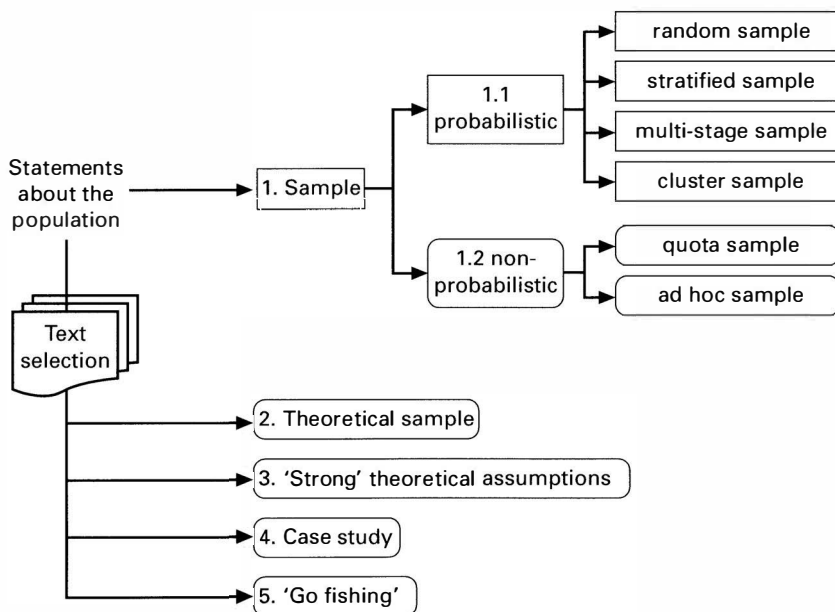 Statements
about the
population
Text
selection
1. Sample
1.1
probabilistic
random sample
stratified sample
multi-stage sample
cluster sample
1.2 non-
probabilistic
quota sample
ad hoc sample
2. Theoretical sample
3. ‘Strong’ theoretical assumptions
4. Case study
5. ‘Go fishing’